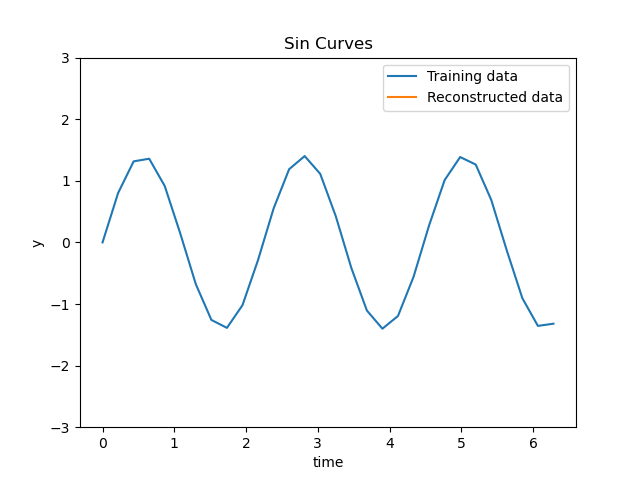 Sin Curves
Training data
Reconstructed data
3
2
1
0
−1
−2
−3
y
0 1 2 3 4 5 6
time